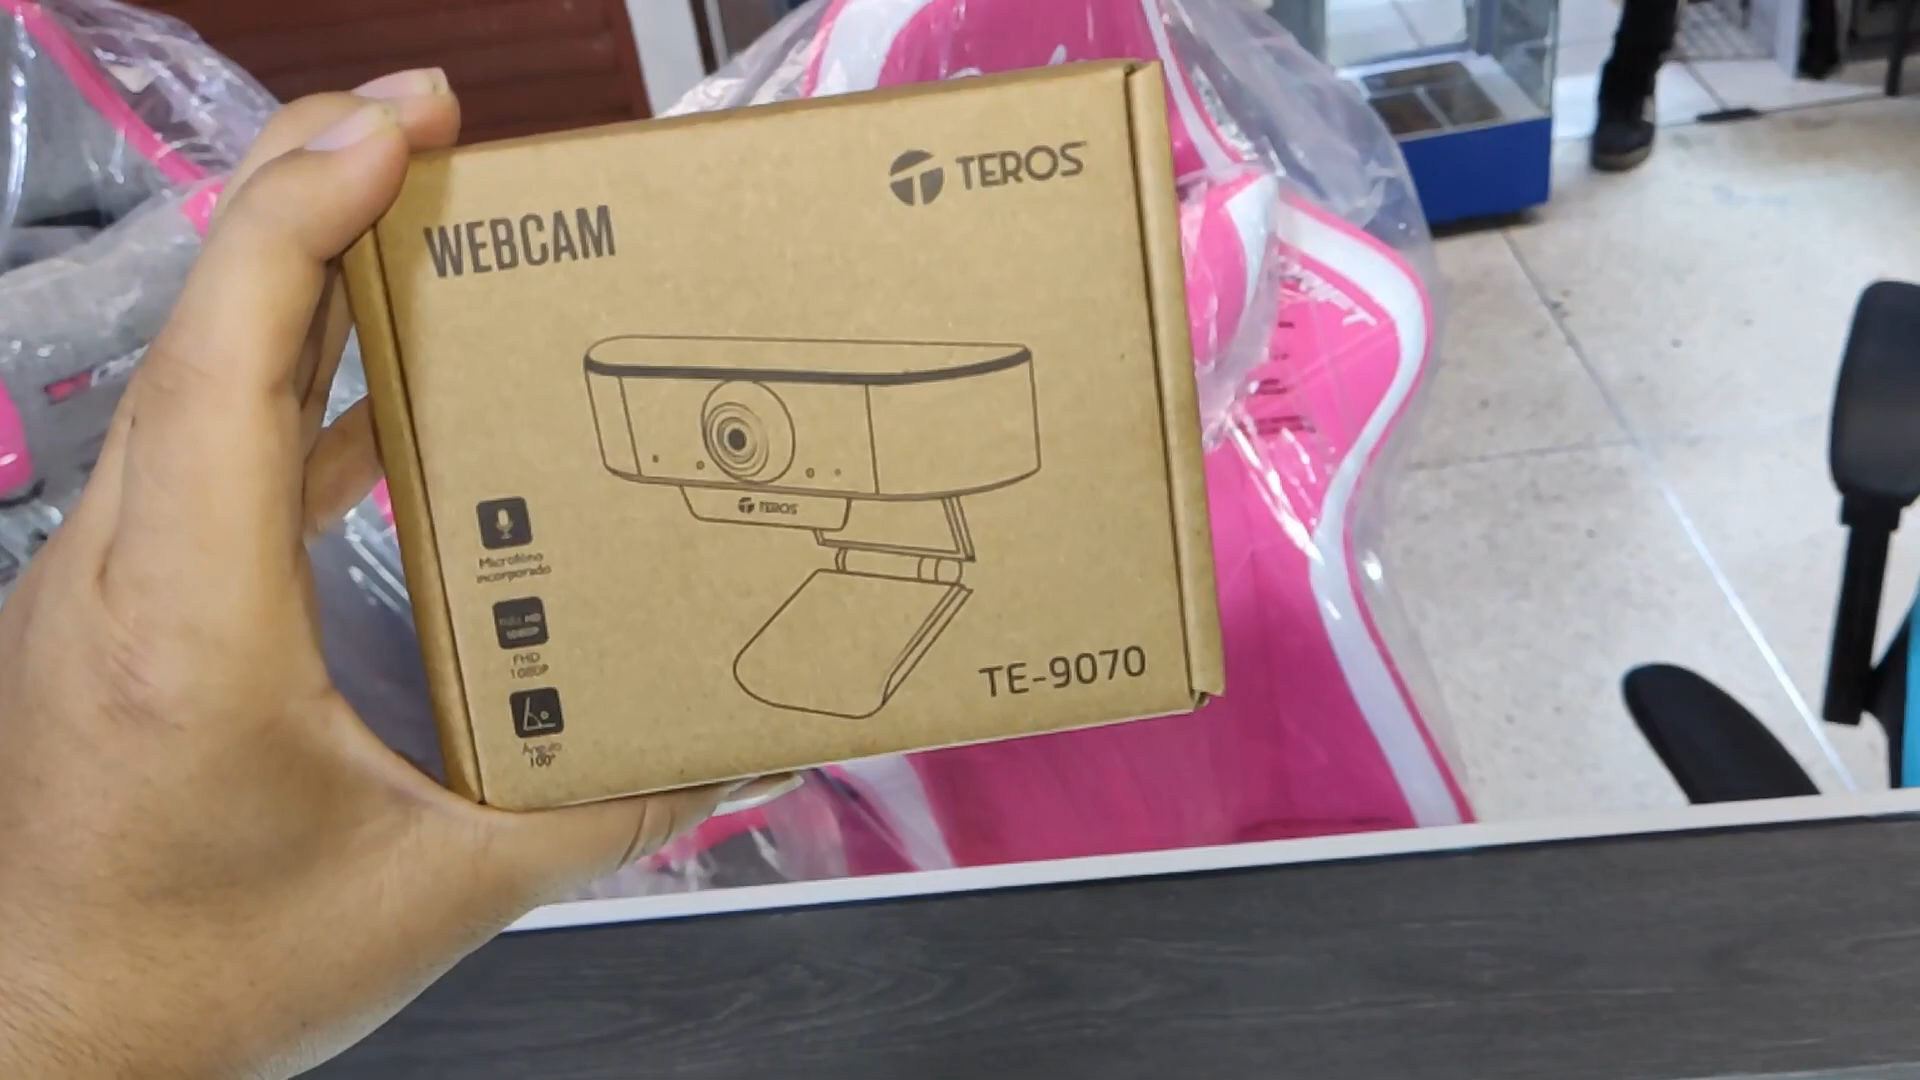 TEROS
WEBCAM
TEROS
Micrófono
incorporado
FULL HD
1080P
FHD
1080P
Ángulo
100°
TE-9070